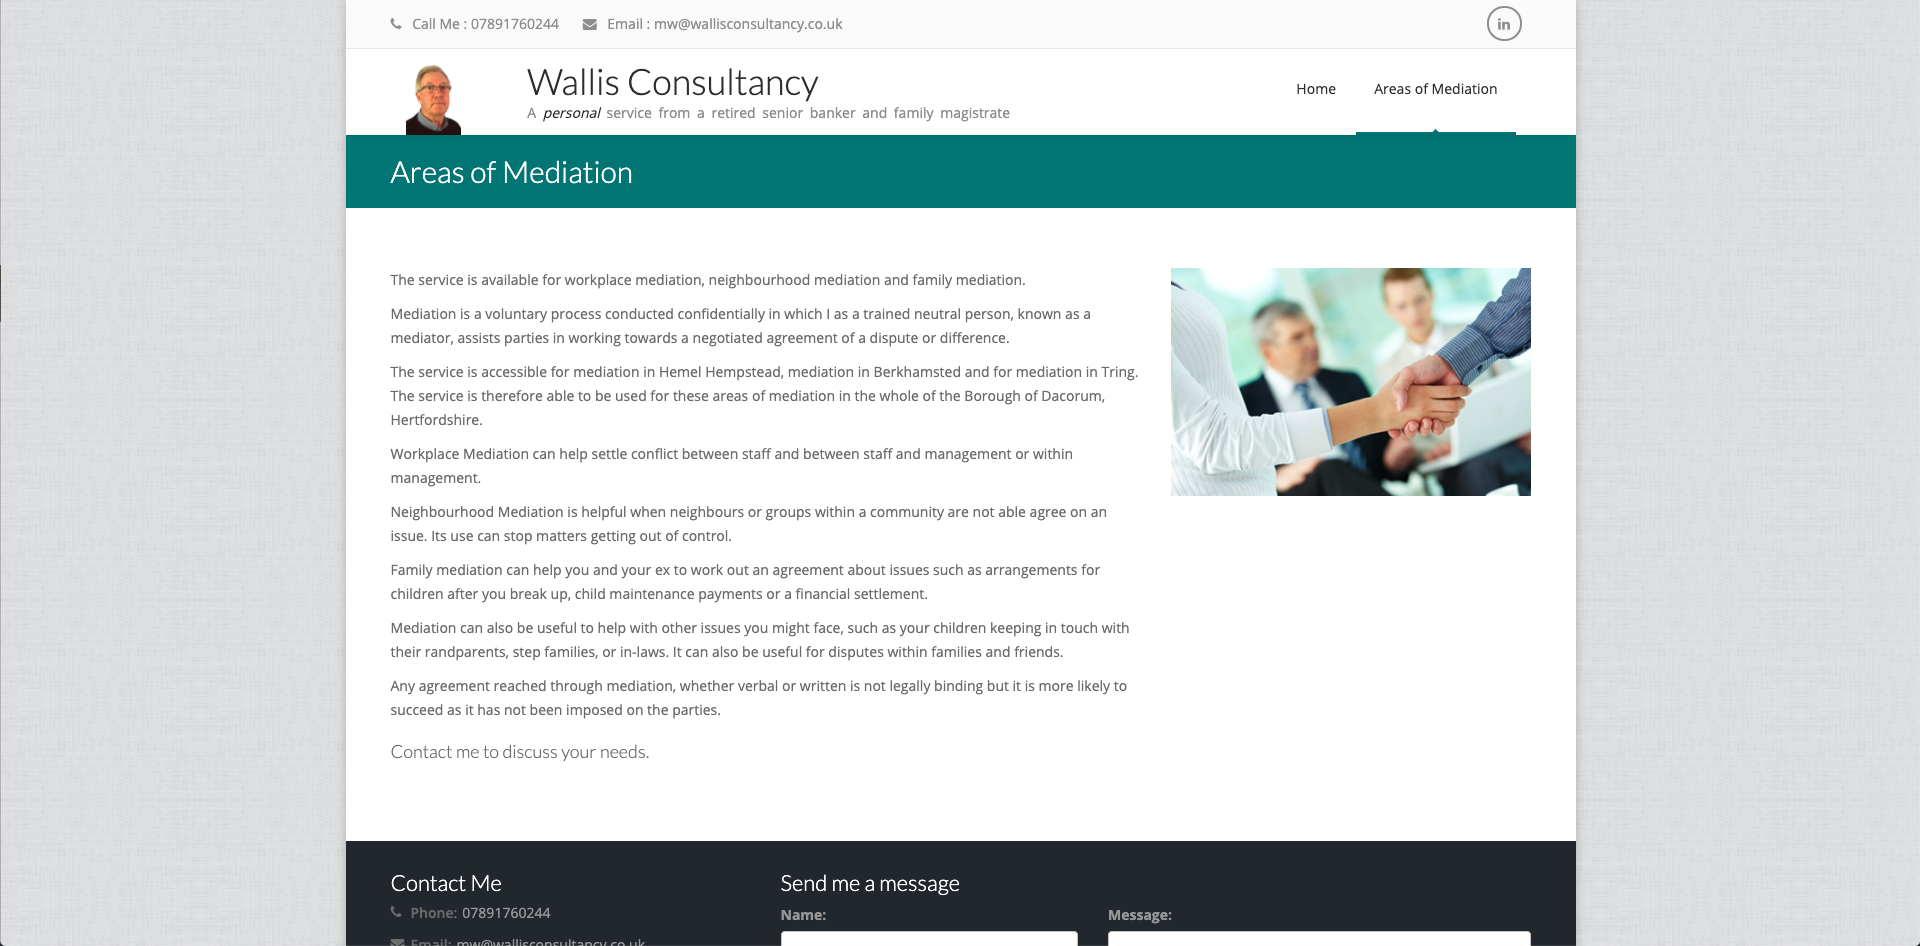 Call Me : 07891760244 Email : mw@wallisconsultancy.co.uk in
Wallis Consultancy
A personal service from a retired senior banker and family magistrate
Home Areas of Mediation
Areas of Mediation
The service is available for workplace mediation, neighbourhood mediation and family mediation.
Mediation is a voluntary process conducted confidentially in which I as a trained neutral person, known as a
mediator, assists parties in working towards a negotiated agreement of a dispute or difference.
The service is accessible for mediation in Hemel Hempstead, mediation in Berkhamsted and for mediation in Tring.
The service is therefore able to be used for these areas of mediation in the whole of the Borough of Dacorum,
Hertfordshire.
Workplace Mediation can help settle conflict between staff and between staff and management or within
management.
Neighbourhood Mediation is helpful when neighbours or groups within a community are not able agree on an
issue. Its use can stop matters getting out of control.
Family mediation can help you and your ex to work out an agreement about issues such as arrangements for
children after you break up, child maintenance payments or a financial settlement.
Mediation can also be useful to help with other issues you might face, such as your children keeping in touch with
their randparents, step families, or in-laws. It can also be useful for disputes within families and friends.
Any agreement reached through mediation, whether verbal or written is not legally binding but it is more likely to
succeed as it has not been imposed on the parties.
Contact me to discuss your needs.
Contact Me
Phone: 07891760244
Email: mw@wallisconsultancy.co.uk
Send me a message
Name:
Message: